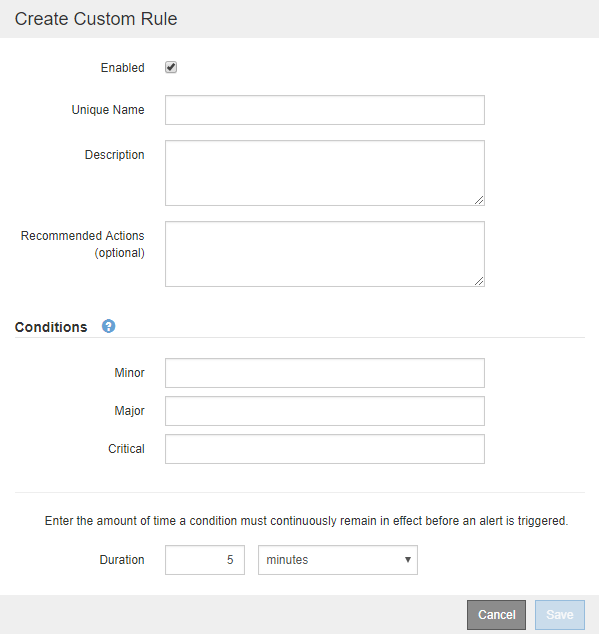 Create Custom Rule
Enabled
Unique Name
Description
Recommended Actions
(optional)
Conditions ?
Minor
Major
Critical
Enter the amount of time a condition must continuously remain in effect before an alert is triggered.
Duration 5 minutes
Cancel Save